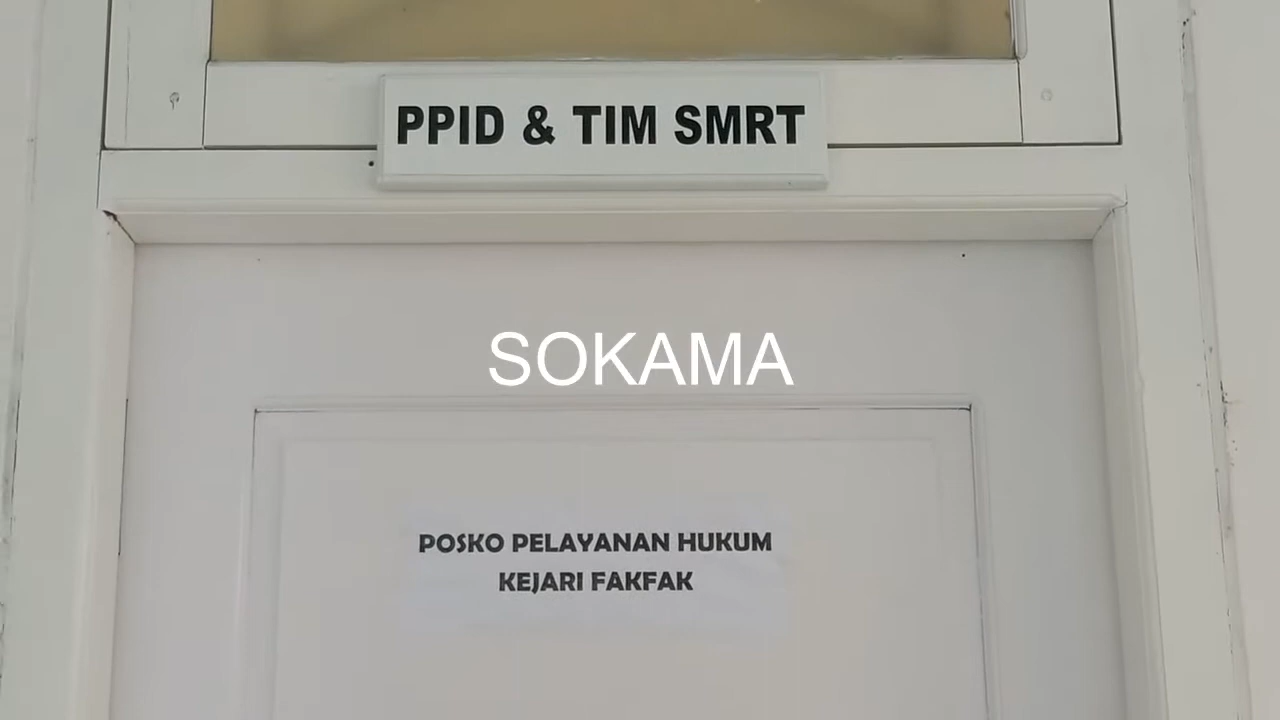 PPID & TIM SMRT
SOKAMA
POSKO PELAYANAN HUKUM
KEJARI FAKFAK